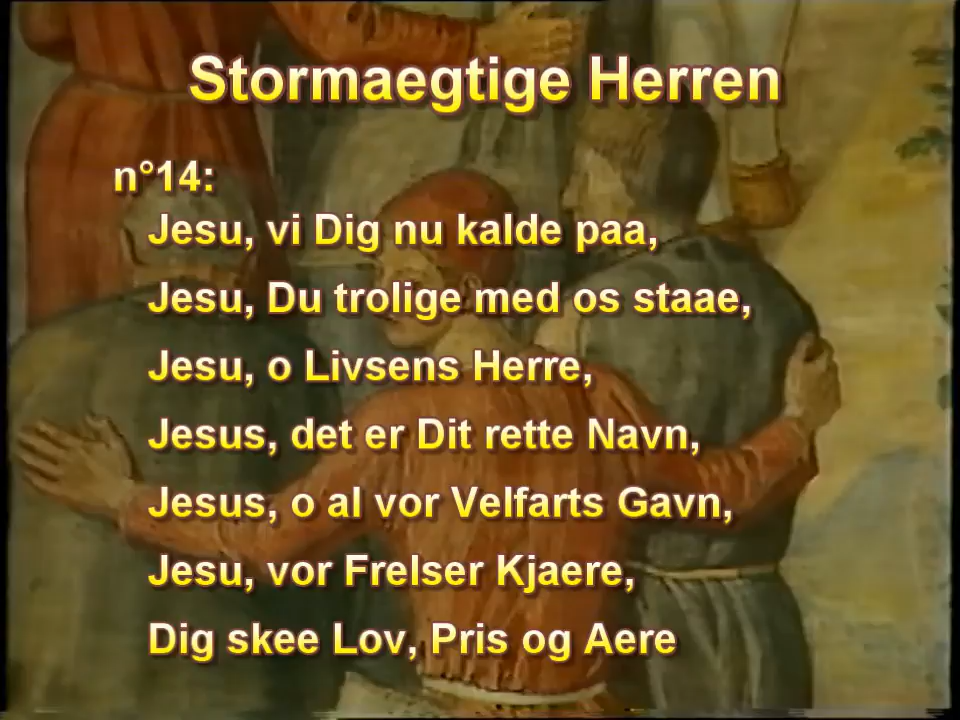 Stormaegtige Herren
n°14:
Jesu, vi Dig nu kalde paa,
Jesu, Du trolige med os staae,
Jesu, o Livsens Herre,
Jesus, det er Dit rette Navn,
Jesus, o al vor Velfarts Gavn,
Jesu, vor Frelser Kjaere,
Dig skee Lov, Pris og Aere